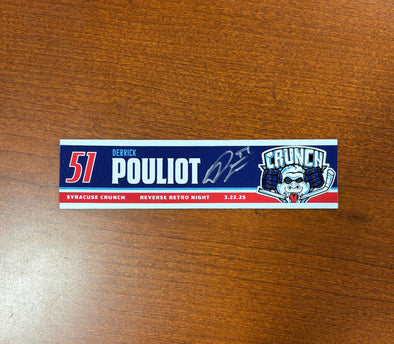 51
DERRICK
POULIOT
CRUNCH
SYRACUSE CRUNCH REVERSE RETRO NIGHT 3.22.25